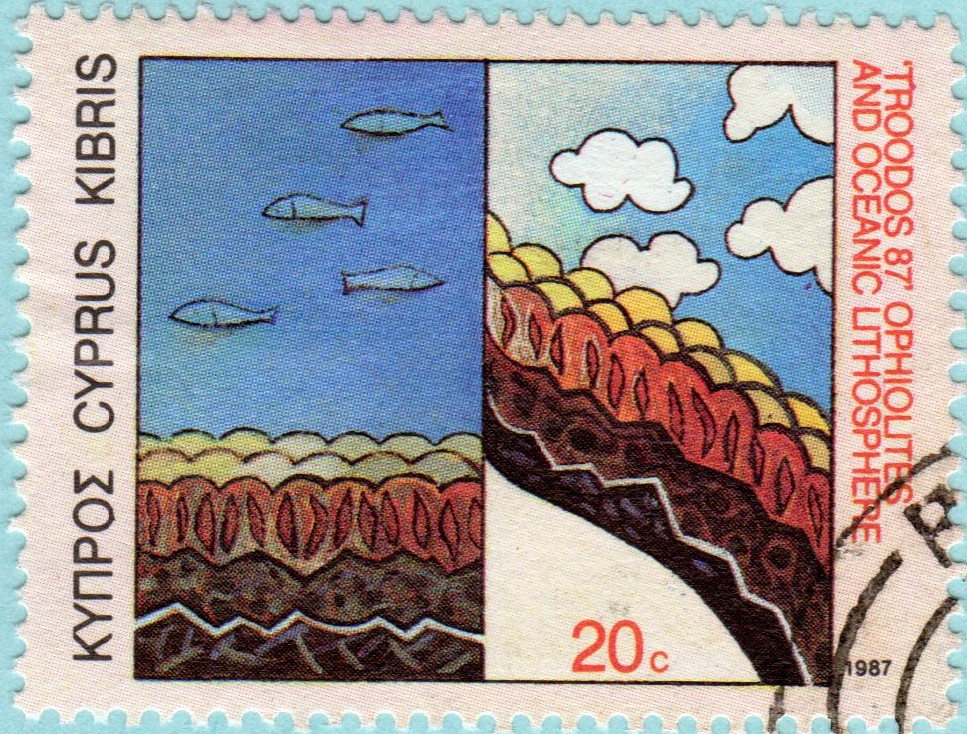 ΚΥΠΡΟΣ CYPRUS KIBRIS
'TROODOS 87' OPHIOLITES
AND OCEANIC LITHOSPHERE
20c
1987